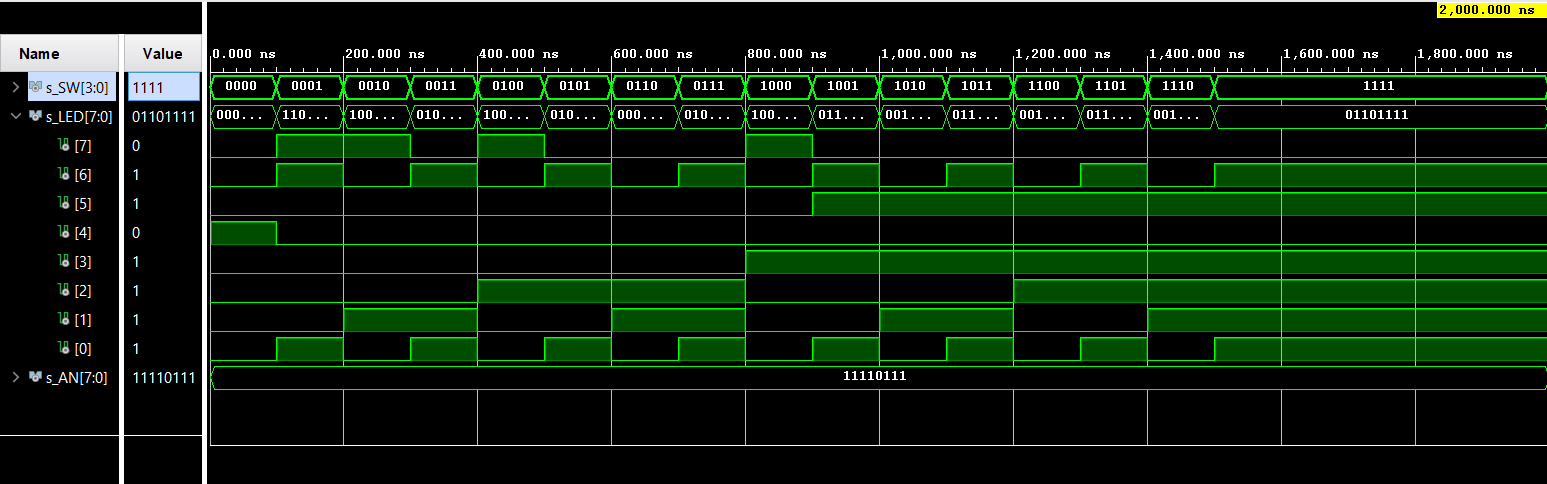 2,000.000 ns
Name Value 0.000 ns 200.000 ns 400.000 ns 600.000 ns 800.000 ns 1,000.000 ns 1,200.000 ns 1,400.000 ns 1,600.000 ns 1,800.000 ns
s_SW[3:0] 1111 0000 0001 0010 0011 0100 0101 0110 0111 1000 1001 1010 1011 1100 1101 1110 1111
s_LED[7:0] 01101111 000... 110... 100... 010... 100... 010... 000... 010... 100... 011... 001... 011... 001... 011... 001... 01101111
[7] 0
[6] 1
[5] 1
[4] 0
[3] 1
[2] 1
[1] 1
[0] 1
s_AN[7:0] 11110111 11110111